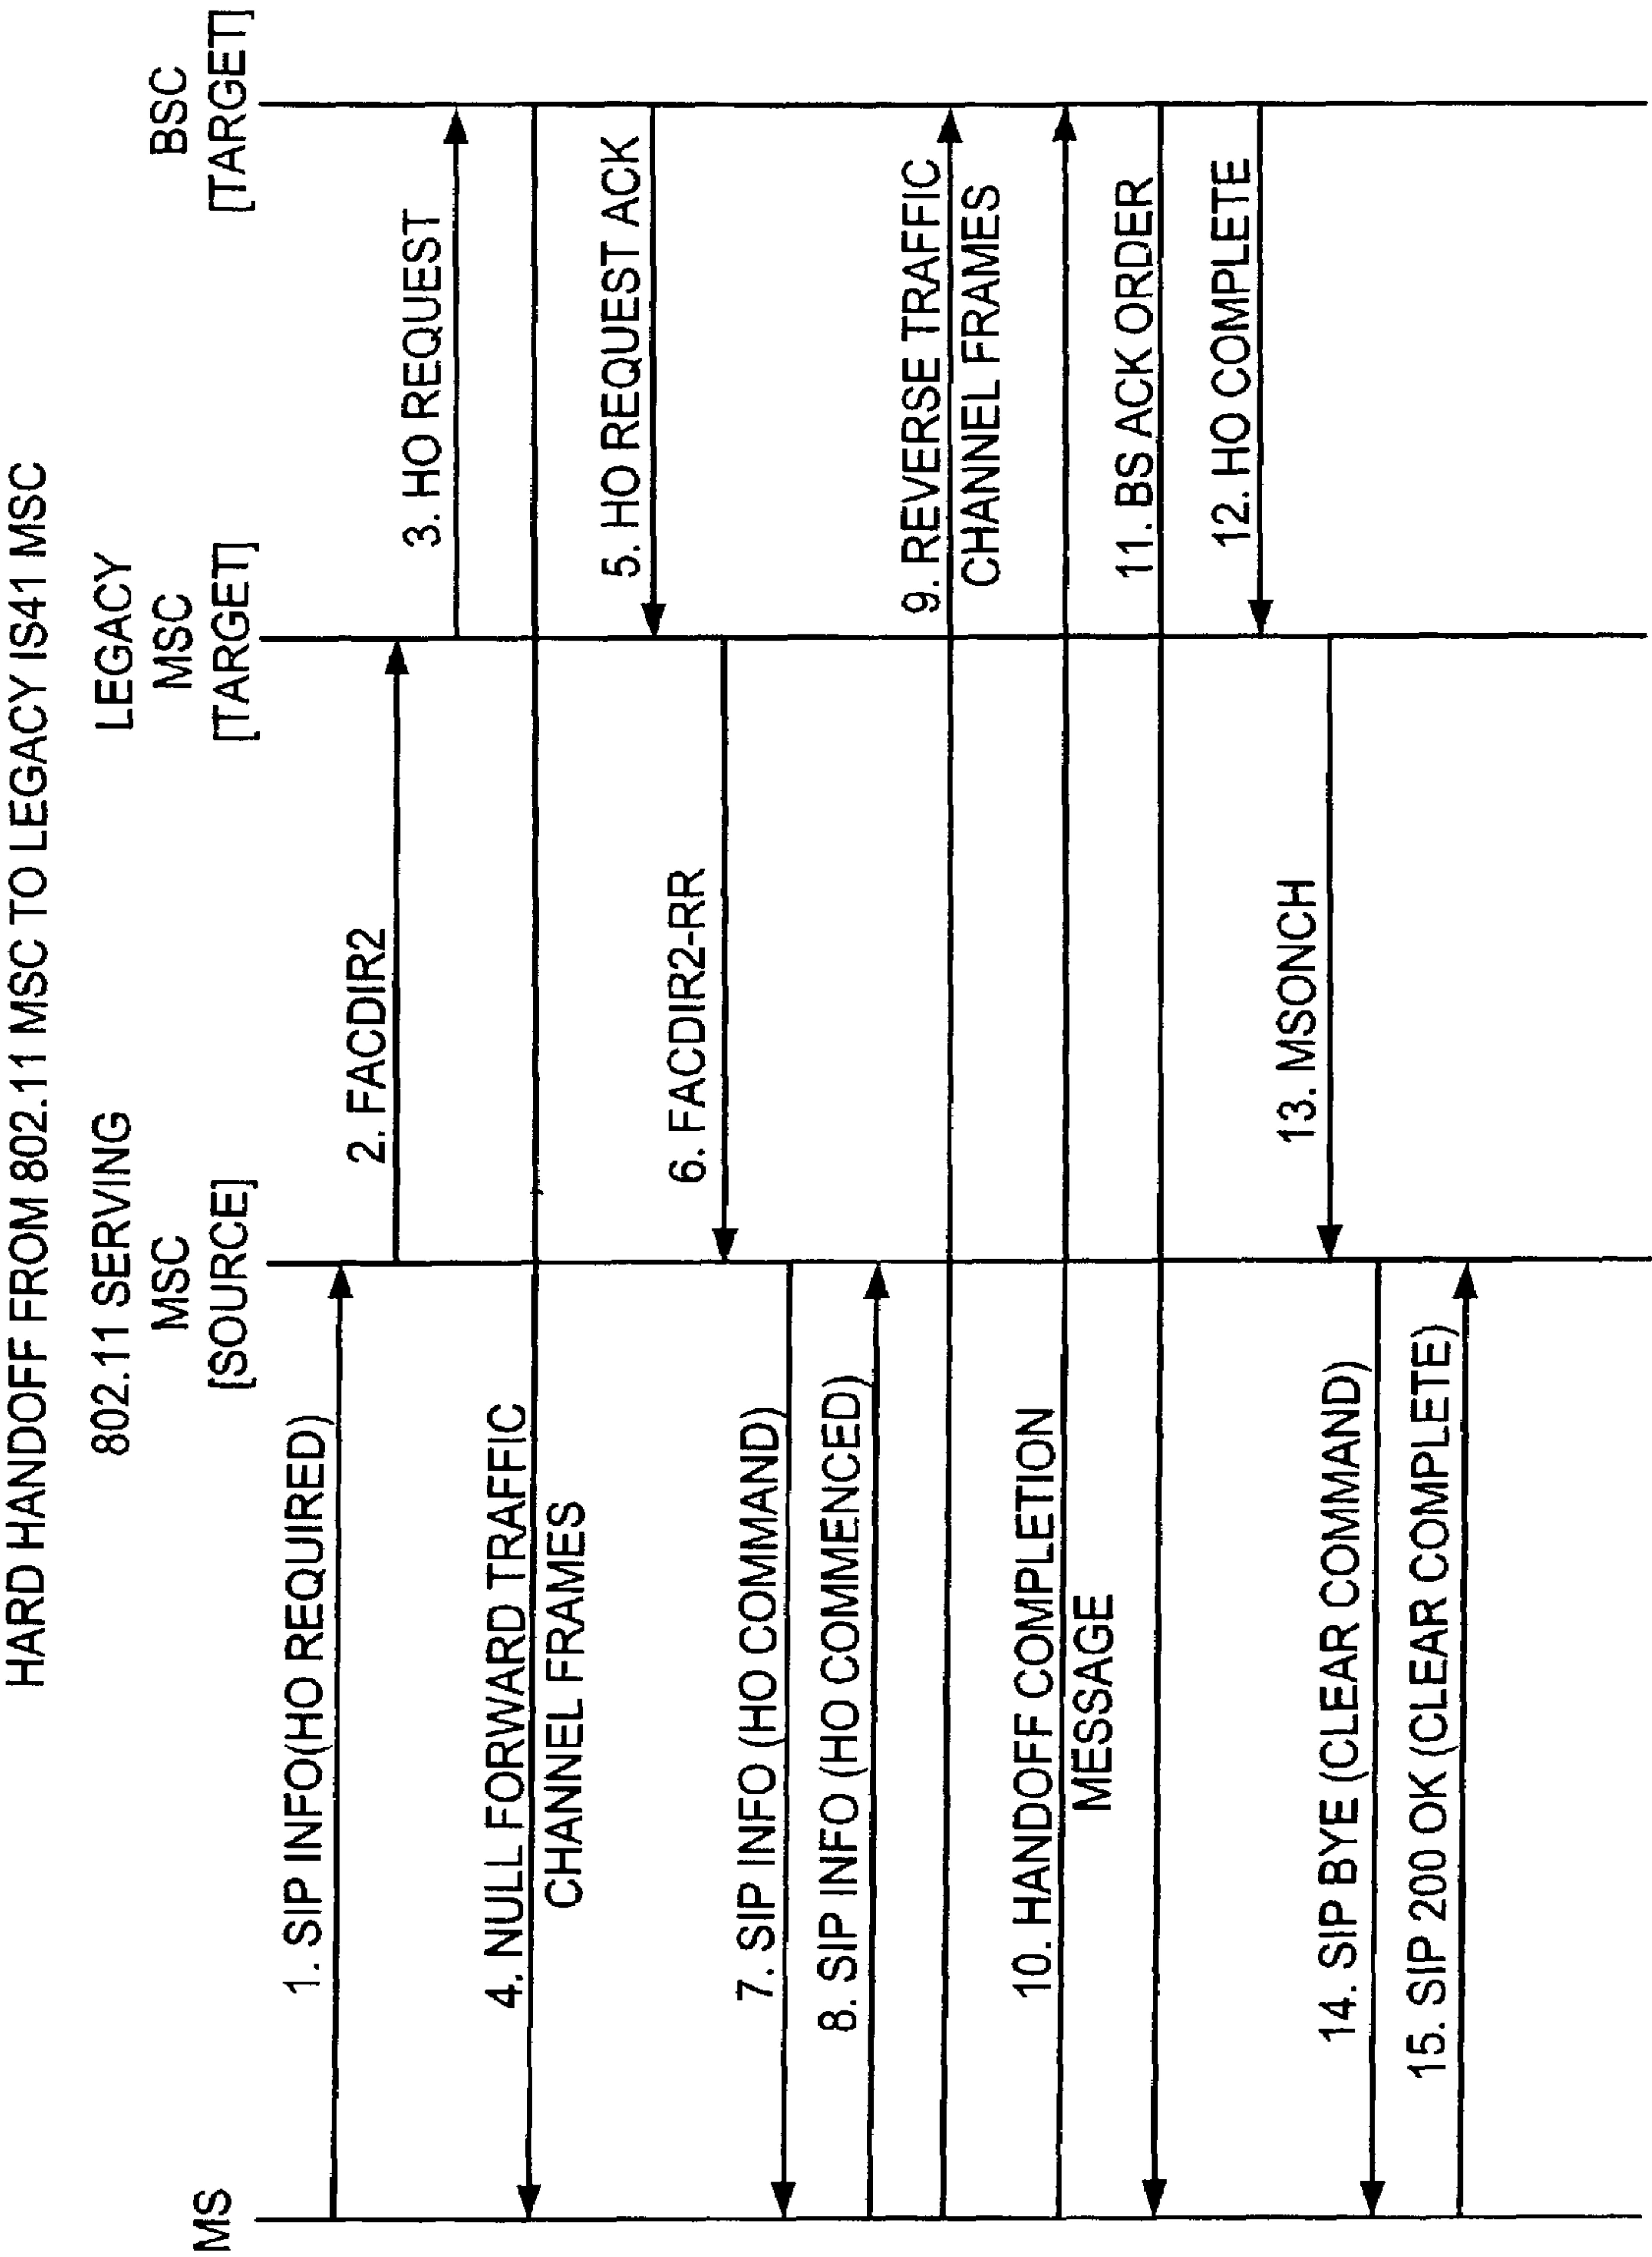 HARD HANDOFF FROM 802.11 MSC TO LEGACY IS41 MSC
MS
802.11 SERVING
MSC
[SOURCE]
LEGACY
MSC
[TARGET]
BSC
[TARGET]
1. SIP INFO(HO REQUIRED)
2. FACDIR2
3. HO REQUEST
4. NULL FORWARD TRAFFIC
CHANNEL FRAMES
5. HO REQUEST ACK
6. FACDIR2-RR
7. SIP INFO (HO COMMAND)
8. SIP INFO (HO COMMENCED)
9. REVERSE TRAFFIC
CHANNEL FRAMES
10. HANDOFF COMPLETION
MESSAGE
11. BS ACK ORDER
12. HO COMPLETE
13. MSONCH
14. SIP BYE (CLEAR COMMAND)
15. SIP 200 OK (CLEAR COMPLETE)